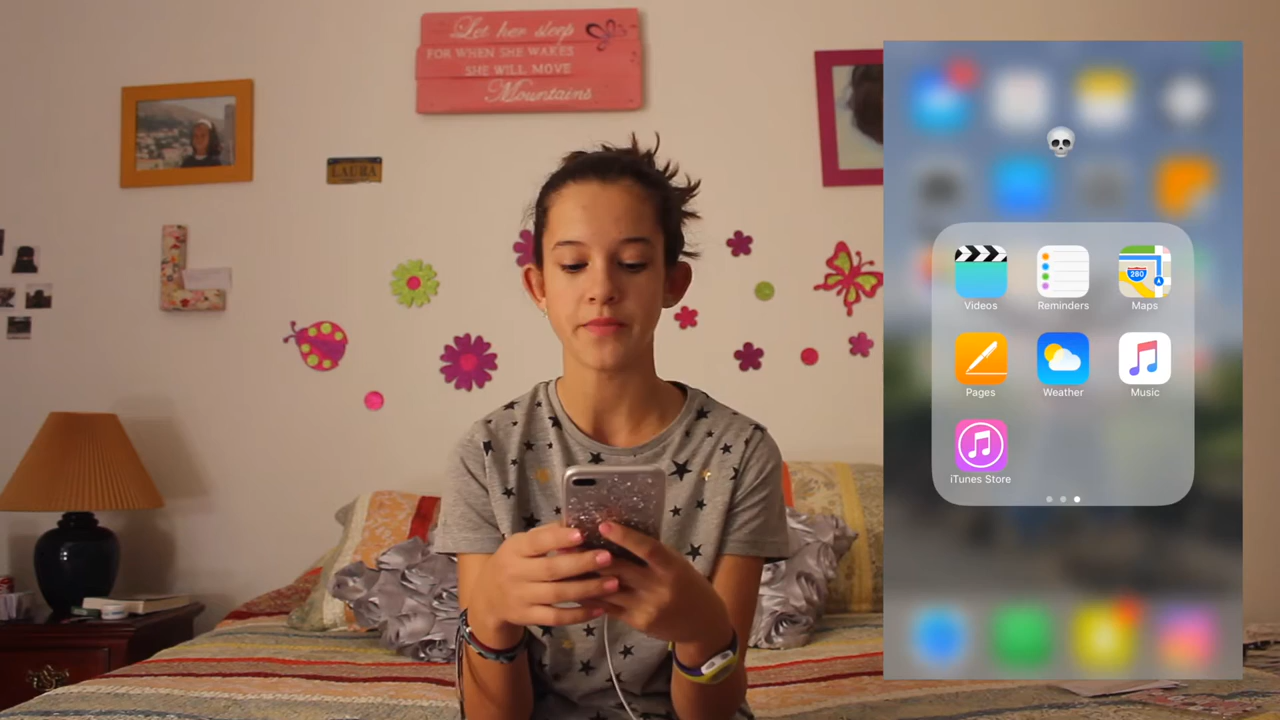 Let her sleep
FOR WHEN SHE WAKES
SHE WILL MOVE
Mountains
LAURA
L
Videos
Reminders
280
Maps
Pages
Weather
Music
iTunes Store